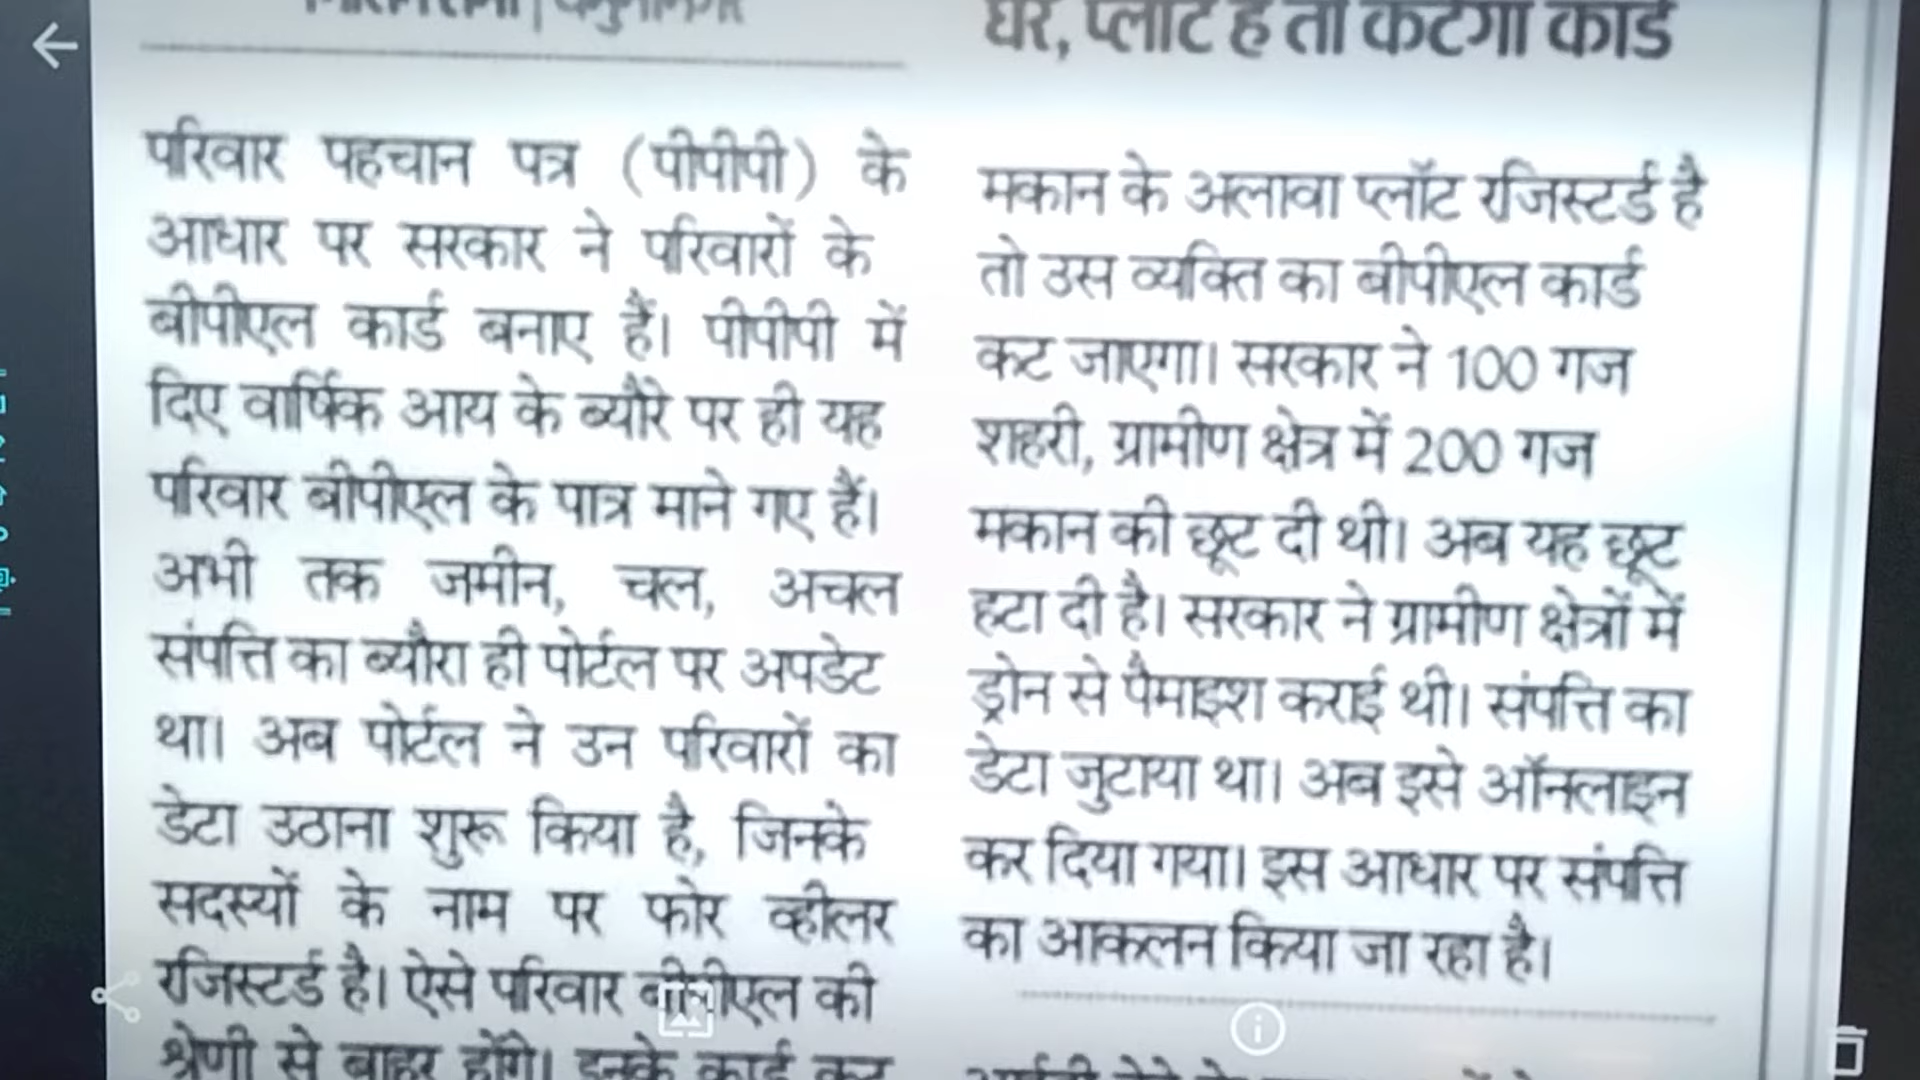 घर, प्लॉट है तो कटेगा कार्ड
परिवार पहचान पत्र (पीपीपी) के
आधार पर सरकार ने परिवारों के
बीपीएल कार्ड बनाए हैं। पीपीपी में
दिए वार्षिक आय के ब्यौरे पर ही यह
परिवार बीपीएल के पात्र माने गए हैं।
अभी तक जमीन, चल, अचल
संपत्ति का ब्यौरा ही पोर्टल पर अपडेट
था। अब पोर्टल ने उन परिवारों का
डेटा उठाना शुरू किया है, जिनके
सदस्यों के नाम पर फोर व्हीलर
रजिस्टर्ड है। ऐसे परिवार बीपीएल की
श्रेणी से बाहर होंगे। इनके कार्ड कट
मकान के अलावा प्लॉट रजिस्टर्ड है
तो उस व्यक्ति का बीपीएल कार्ड
कट जाएगा। सरकार ने 100 गज
शहरी, ग्रामीण क्षेत्र में 200 गज
मकान की छूट दी थी। अब यह छूट
हटा दी है। सरकार ने ग्रामीण क्षेत्रों में
ड्रोन से पैमाइश कराई थी। संपत्ति का
डेटा जुटाया था। अब इसे ऑनलाइन
कर दिया गया। इस आधार पर संपत्ति
का आकलन किया जा रहा है।